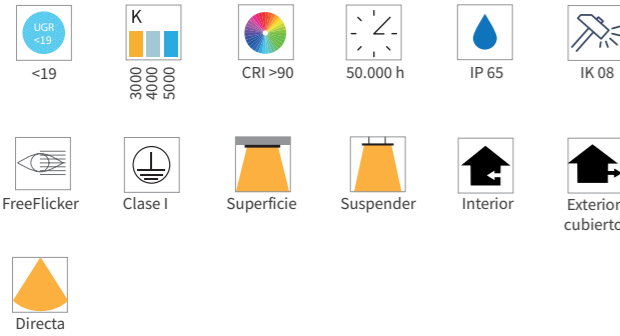 UGR
<19
<19
K
3000
4000
5000
CRI >90
50.000 h
IP 65
IK 08
FreeFlicker
Clase I
Superficie
Suspender
Interior
Exterior
cubierto
Directa